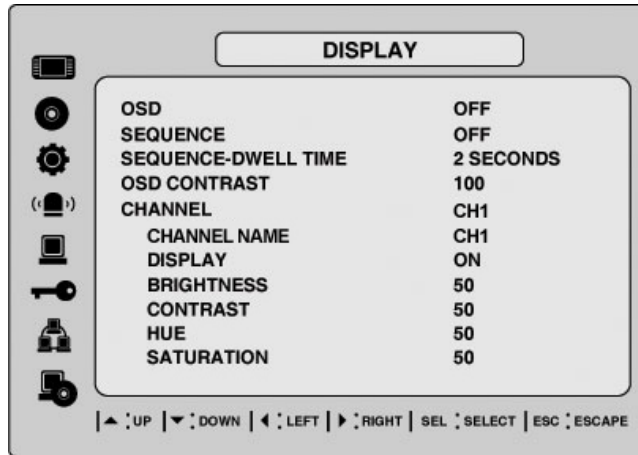 DISPLAY
OSD OFF
SEQUENCE OFF
SEQUENCE-DWELL TIME 2 SECONDS
OSD CONTRAST 100
CHANNEL CH1
CHANNEL NAME CH1
DISPLAY ON
BRIGHTNESS 50
CONTRAST 50
HUE 50
SATURATION 50
▲ : UP | ▼ : DOWN | ◀ : LEFT | ▶ : RIGHT | SEL : SELECT | ESC : ESCAPE